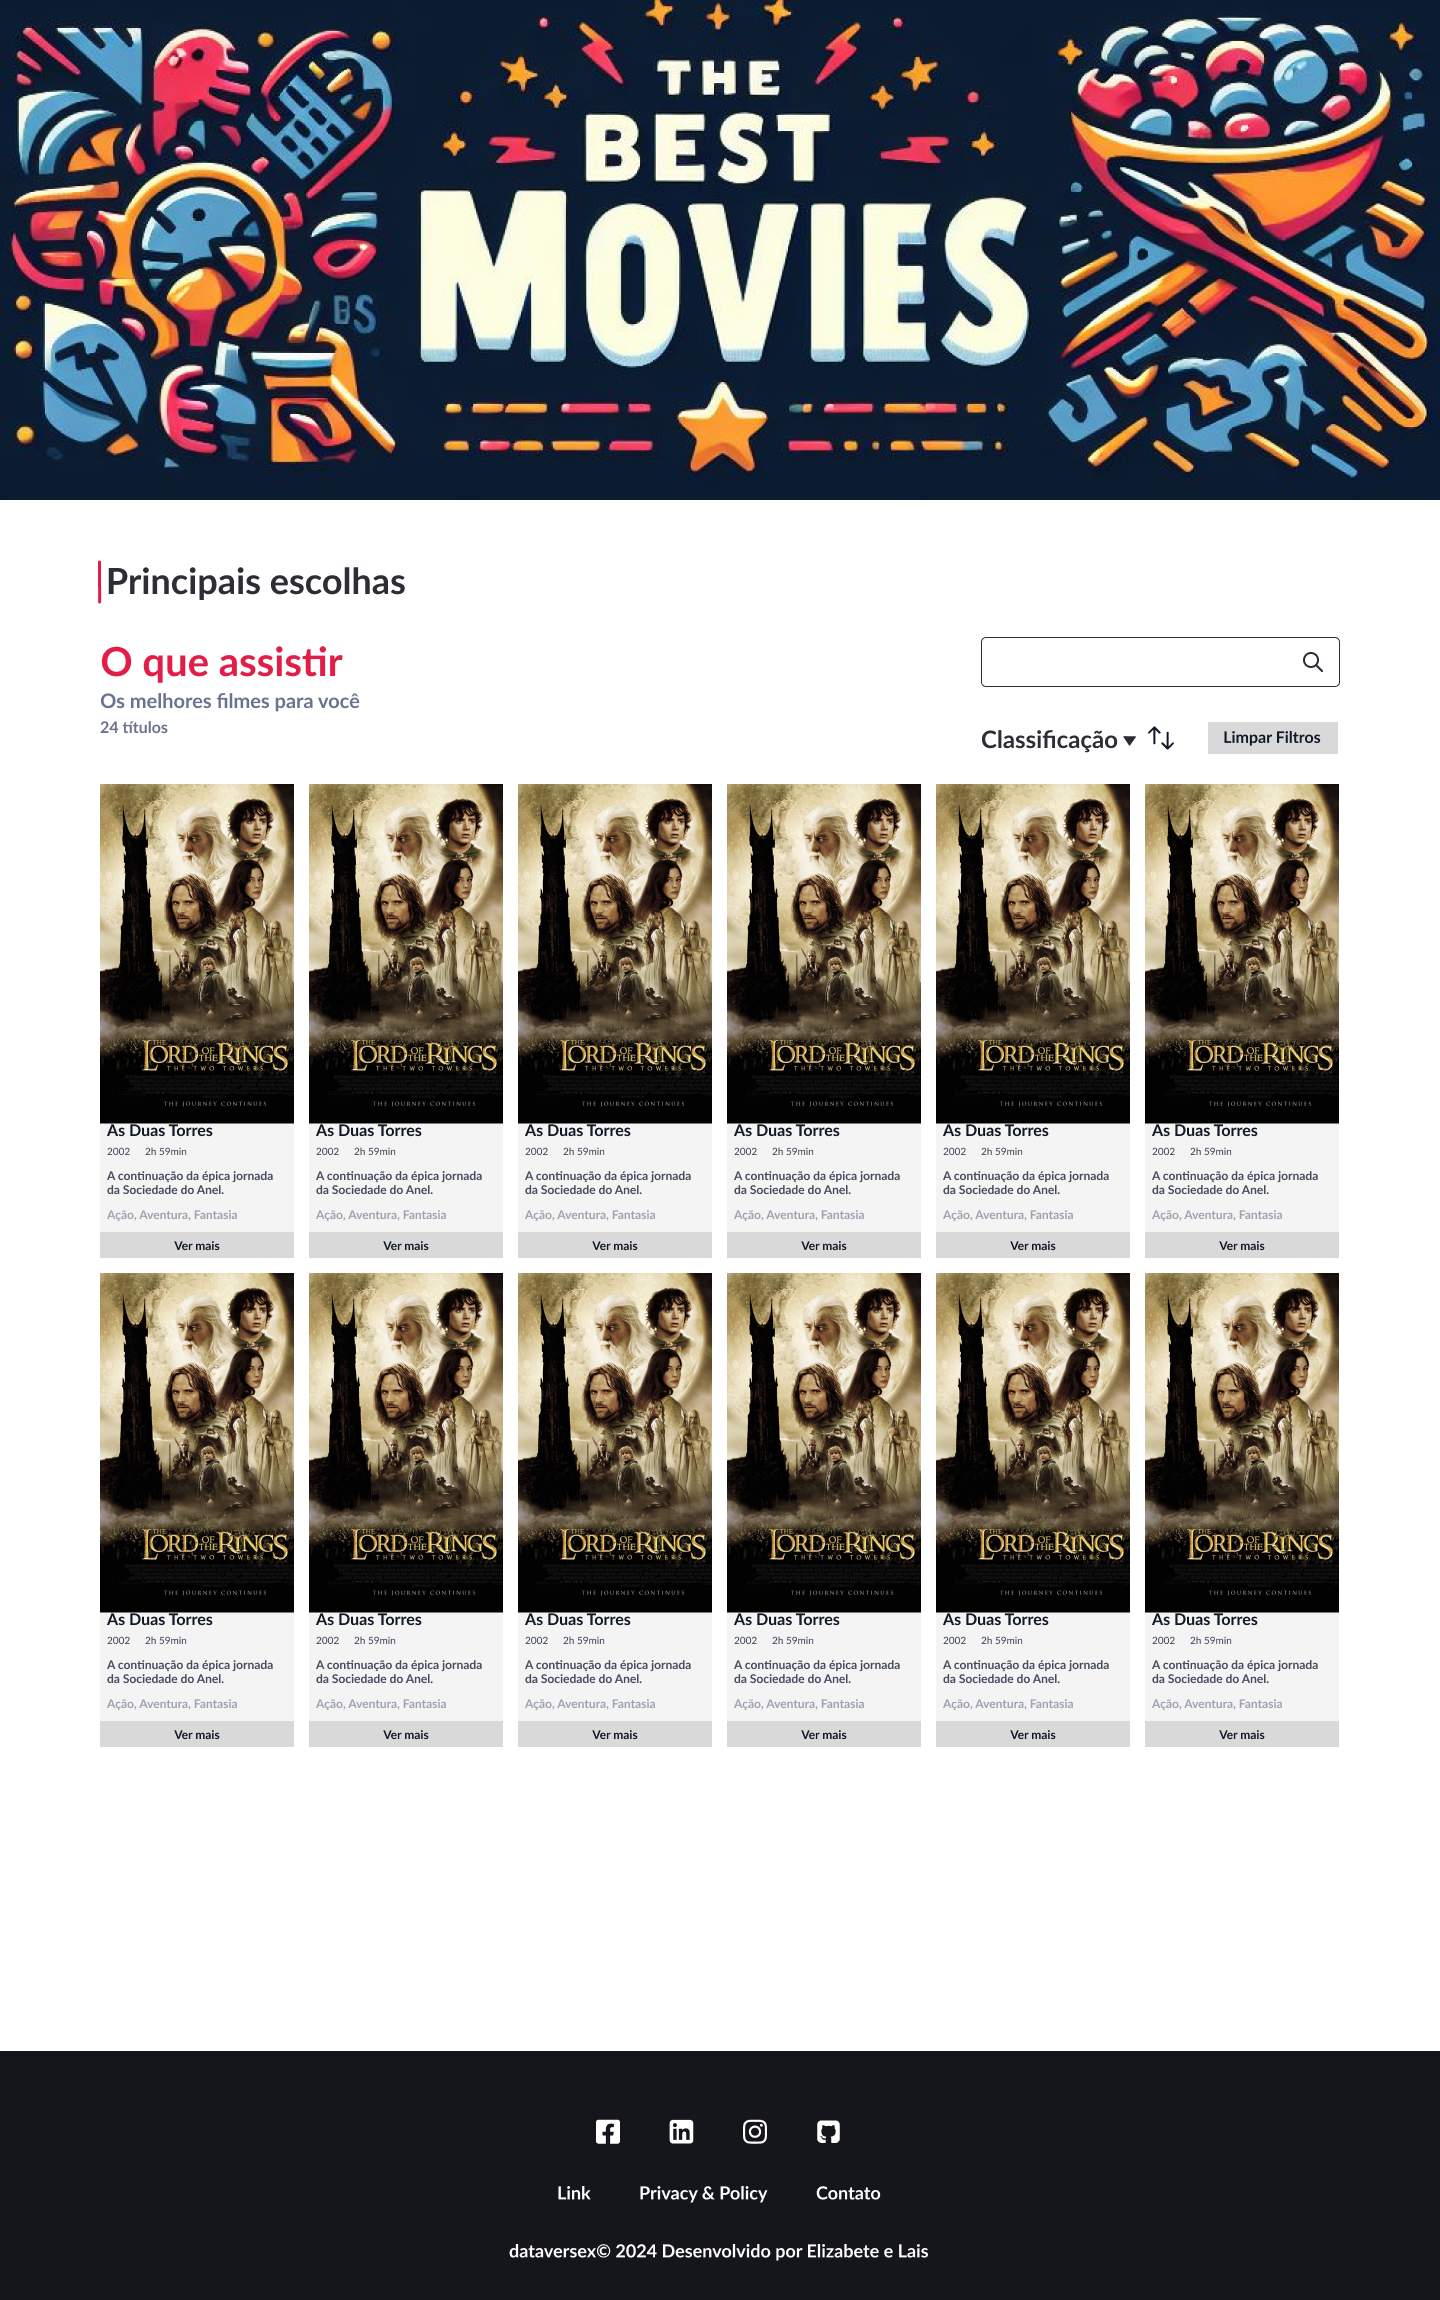 THE
BEST
MOVIES
BS
Principais escolhas
O que assistir
Os melhores filmes para você
24 títulos
Classificação
Limpar Filtros
THE LORD OF THE RINGS
THE TWO TOWERS
THE JOURNEY CONTINUES
As Duas Torres
2002 2h 59min
A continuação da épica jornada
da Sociedade do Anel.
Ação, Aventura, Fantasia
Ver mais
THE LORD OF THE RINGS
THE TWO TOWERS
THE JOURNEY CONTINUES
As Duas Torres
2002 2h 59min
A continuação da épica jornada
da Sociedade do Anel.
Ação, Aventura, Fantasia
Ver mais
THE LORD OF THE RINGS
THE TWO TOWERS
THE JOURNEY CONTINUES
As Duas Torres
2002 2h 59min
A continuação da épica jornada
da Sociedade do Anel.
Ação, Aventura, Fantasia
Ver mais
THE LORD OF THE RINGS
THE TWO TOWERS
THE JOURNEY CONTINUES
As Duas Torres
2002 2h 59min
A continuação da épica jornada
da Sociedade do Anel.
Ação, Aventura, Fantasia
Ver mais
THE LORD OF THE RINGS
THE TWO TOWERS
THE JOURNEY CONTINUES
As Duas Torres
2002 2h 59min
A continuação da épica jornada
da Sociedade do Anel.
Ação, Aventura, Fantasia
Ver mais
THE LORD OF THE RINGS
THE TWO TOWERS
THE JOURNEY CONTINUES
As Duas Torres
2002 2h 59min
A continuação da épica jornada
da Sociedade do Anel.
Ação, Aventura, Fantasia
Ver mais
THE LORD OF THE RINGS
THE TWO TOWERS
THE JOURNEY CONTINUES
As Duas Torres
2002 2h 59min
A continuação da épica jornada
da Sociedade do Anel.
Ação, Aventura, Fantasia
Ver mais
THE LORD OF THE RINGS
THE TWO TOWERS
THE JOURNEY CONTINUES
As Duas Torres
2002 2h 59min
A continuação da épica jornada
da Sociedade do Anel.
Ação, Aventura, Fantasia
Ver mais
THE LORD OF THE RINGS
THE TWO TOWERS
THE JOURNEY CONTINUES
As Duas Torres
2002 2h 59min
A continuação da épica jornada
da Sociedade do Anel.
Ação, Aventura, Fantasia
Ver mais
THE LORD OF THE RINGS
THE TWO TOWERS
THE JOURNEY CONTINUES
As Duas Torres
2002 2h 59min
A continuação da épica jornada
da Sociedade do Anel.
Ação, Aventura, Fantasia
Ver mais
THE LORD OF THE RINGS
THE TWO TOWERS
THE JOURNEY CONTINUES
As Duas Torres
2002 2h 59min
A continuação da épica jornada
da Sociedade do Anel.
Ação, Aventura, Fantasia
Ver mais
THE LORD OF THE RINGS
THE TWO TOWERS
THE JOURNEY CONTINUES
As Duas Torres
2002 2h 59min
A continuação da épica jornada
da Sociedade do Anel.
Ação, Aventura, Fantasia
Ver mais
Link Privacy & Policy Contato
dataversex© 2024 Desenvolvido por Elizabete e Lais